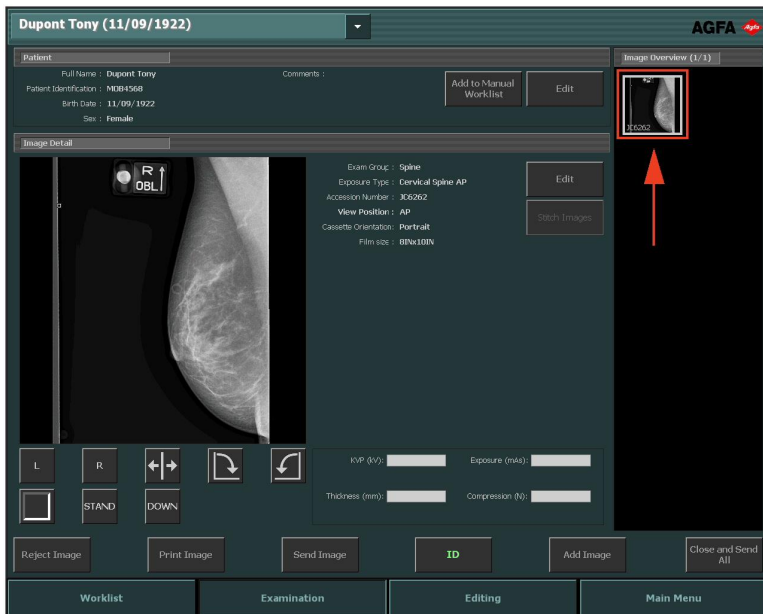 Dupont Tony (11/09/1922)
AGFA Agfa
Patient
Full Name : Dupont Tony
Patient Identification : MOB4568
Birth Date : 11/09/1922
Sex : Female
Comments :
Add to Manual
Worklist
Edit
Image Overview (1/1)
JC6262
Image Detail
R
OBL
Exam Group : Spine
Exposure Type : Cervical Spine AP
Accession Number : JC6262
View Position : AP
Cassette Orientation : Portrait
Film size : 8INx10IN
Edit
Stitch Images
L
R
STAND
DOWN
KVP (kV):
Exposure (mAs):
Thickness (mm):
Compression (N):
Reject Image
Print Image
Send Image
ID
Add Image
Close and Send
All
Worklist
Examination
Editing
Main Menu